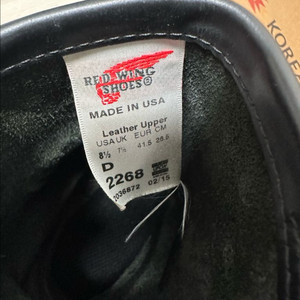 RED WING
SHOES®
MADE IN USA
Leather Upper
USA UK EUR CM
8½ 7½ 41.5 26.5
D
2268
02/15
KORE